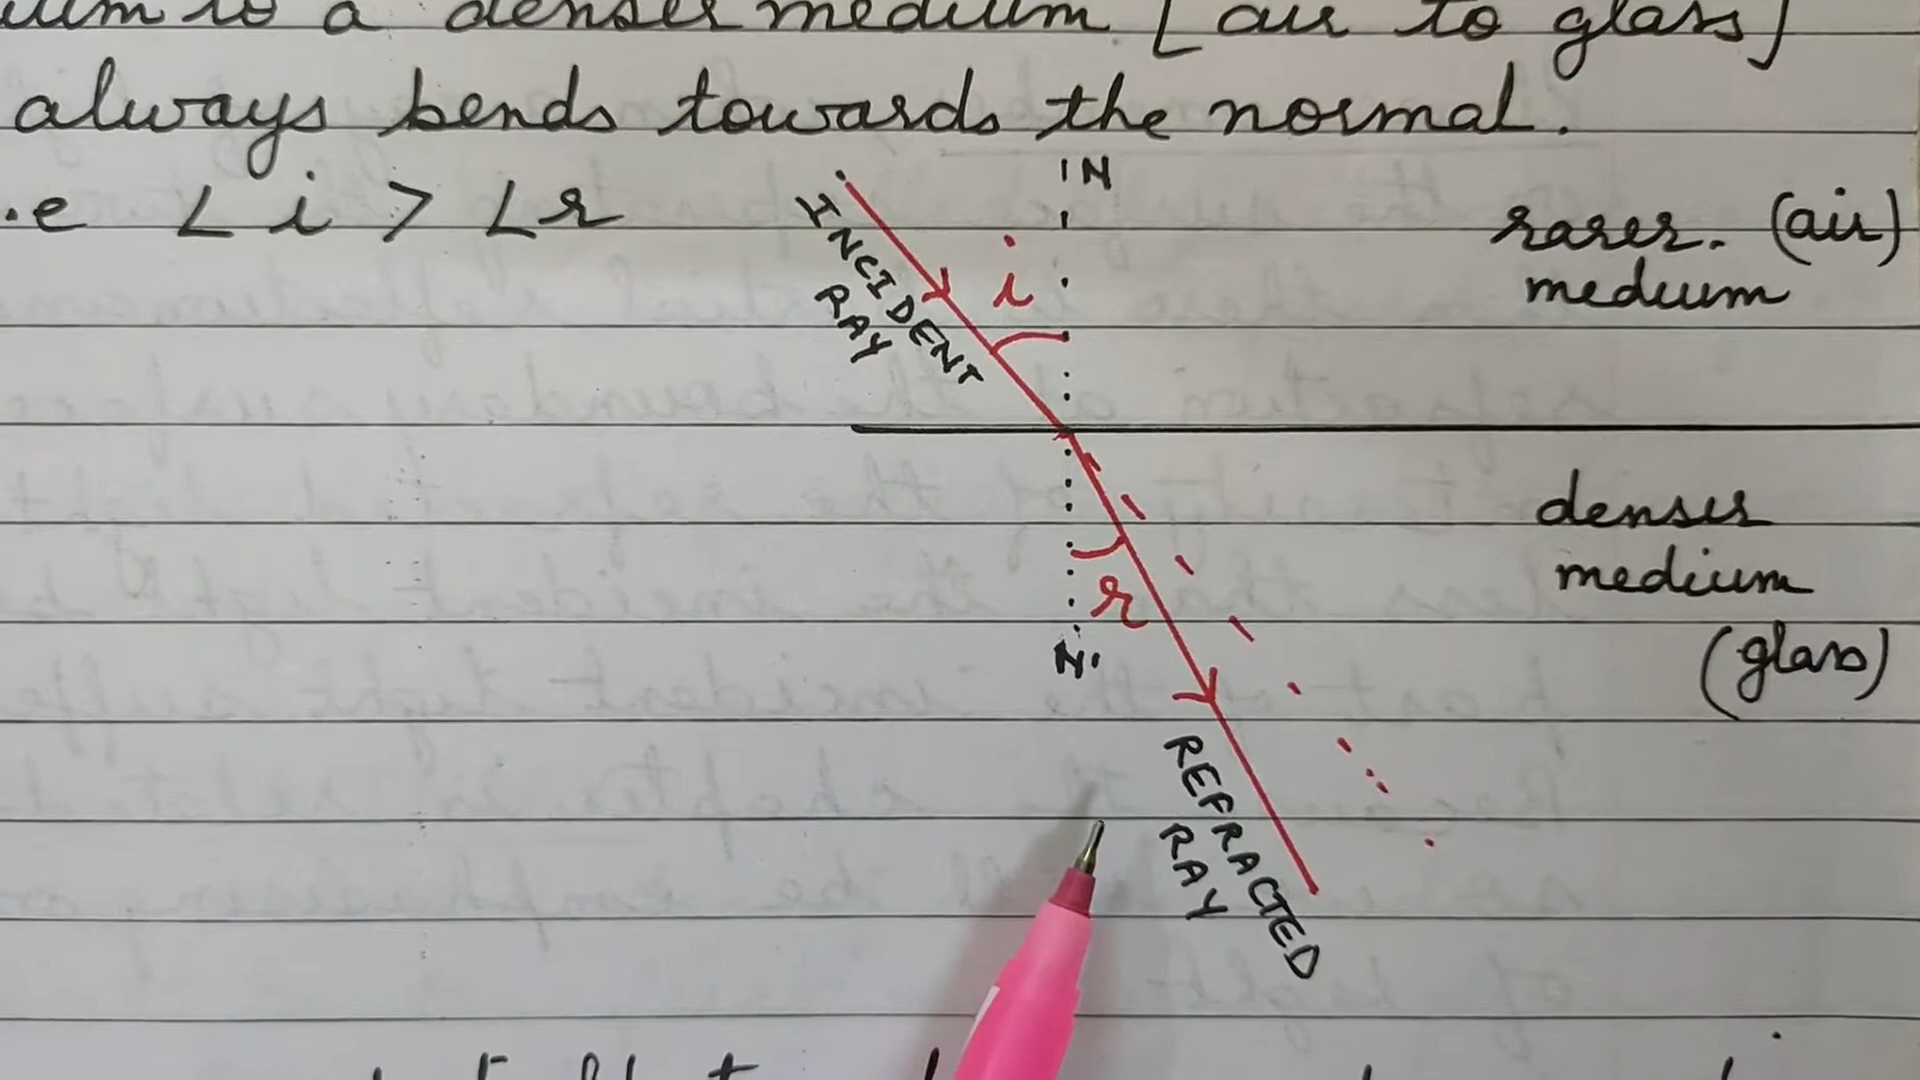 to a denser medium [air to glass]
always bends towards the normal.
.e ∠i > ∠r
N
rarer. (air)
medium
INCIDENT
RAY
i
denser
medium
r
N.
(glass)
REFRACTED
RAY